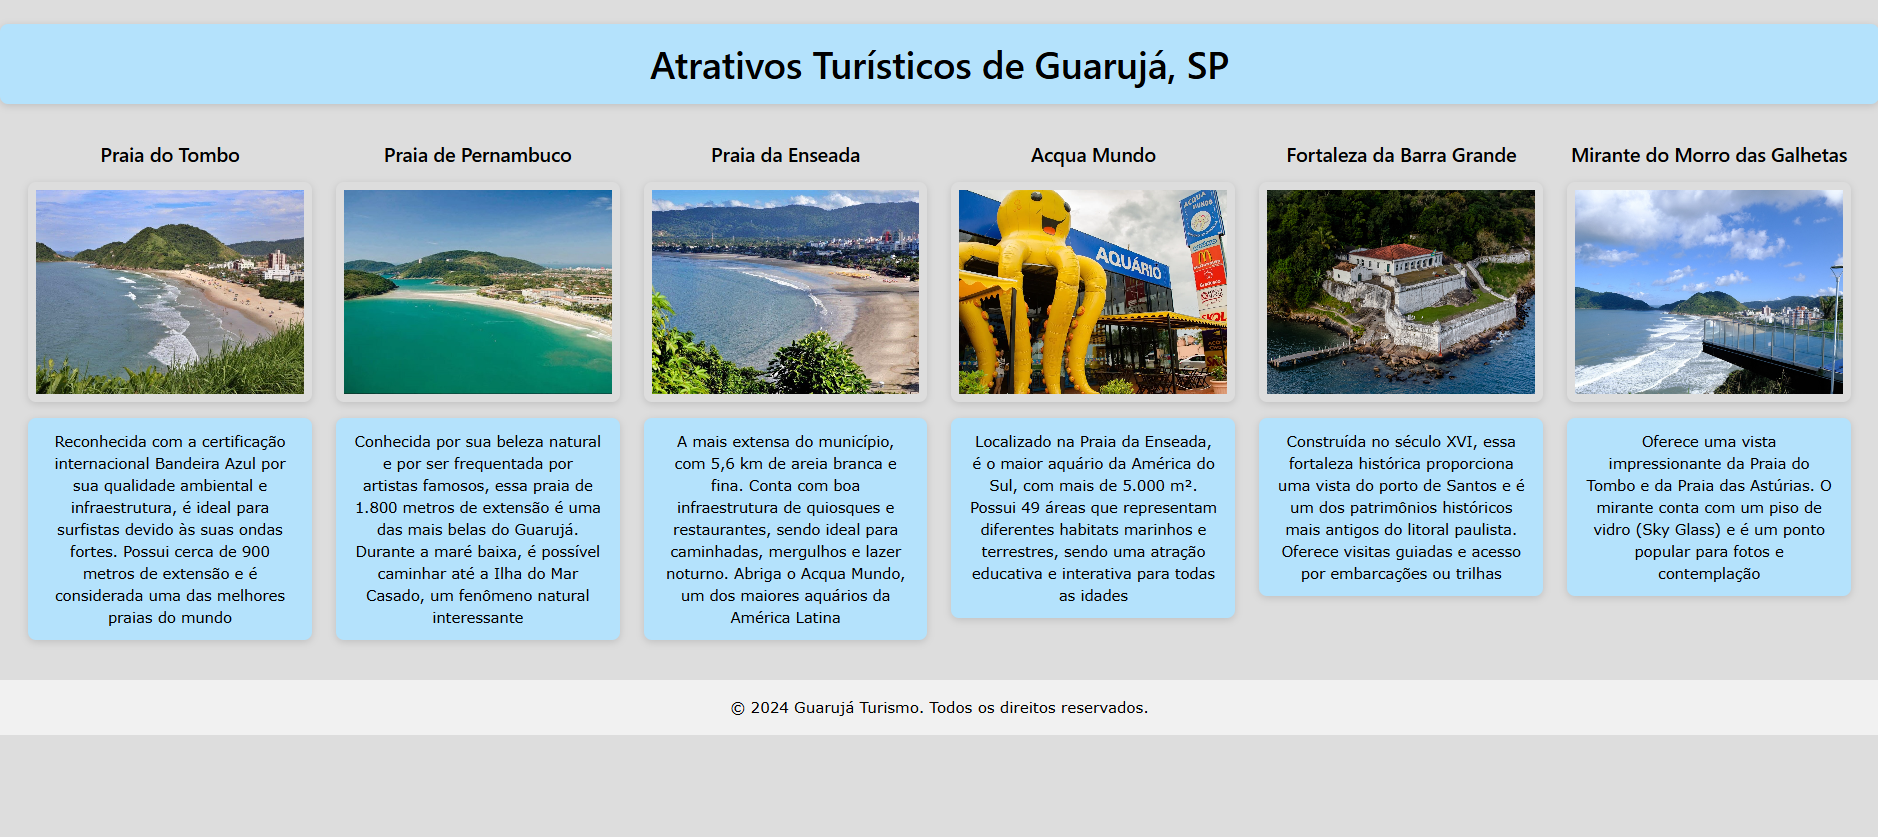 Atrativos Turísticos de Guarujá, SP
Praia do Tombo
Reconhecida com a certificação
internacional Bandeira Azul por
sua qualidade ambiental e
infraestrutura, é ideal para
surfistas devido às suas ondas
fortes. Possui cerca de 900
metros de extensão e é
considerada uma das melhores
praias do mundo
Praia de Pernambuco
Conhecida por sua beleza natural
e por ser frequentada por
artistas famosos, essa praia de
1.800 metros de extensão é uma
das mais belas do Guarujá.
Durante a maré baixa, é possível
caminhar até a Ilha do Mar
Casado, um fenômeno natural
interessante
Praia da Enseada
A mais extensa do município,
com 5,6 km de areia branca e
fina. Conta com boa
infraestrutura de quiosques e
restaurantes, sendo ideal para
caminhadas, mergulhos e lazer
noturno. Abriga o Acqua Mundo,
um dos maiores aquários da
América Latina
Acqua Mundo
ACQUA
MUNDO
AQUÁRIO
Localizado na Praia da Enseada,
é o maior aquário da América do
Sul, com mais de 5.000 m².
Possui 49 áreas que representam
diferentes habitats marinhos e
terrestres, sendo uma atração
educativa e interativa para todas
as idades
Fortaleza da Barra Grande
Construída no século XVI, essa
fortaleza histórica proporciona
uma vista do porto de Santos e é
um dos patrimônios históricos
mais antigos do litoral paulista.
Oferece visitas guiadas e acesso
por embarcações ou trilhas
Mirante do Morro das Galhetas
Oferece uma vista
impressionante da Praia do
Tombo e da Praia das Astúrias. O
mirante conta com um piso de
vidro (Sky Glass) e é um ponto
popular para fotos e
contemplação
© 2024 Guarujá Turismo. Todos os direitos reservados.